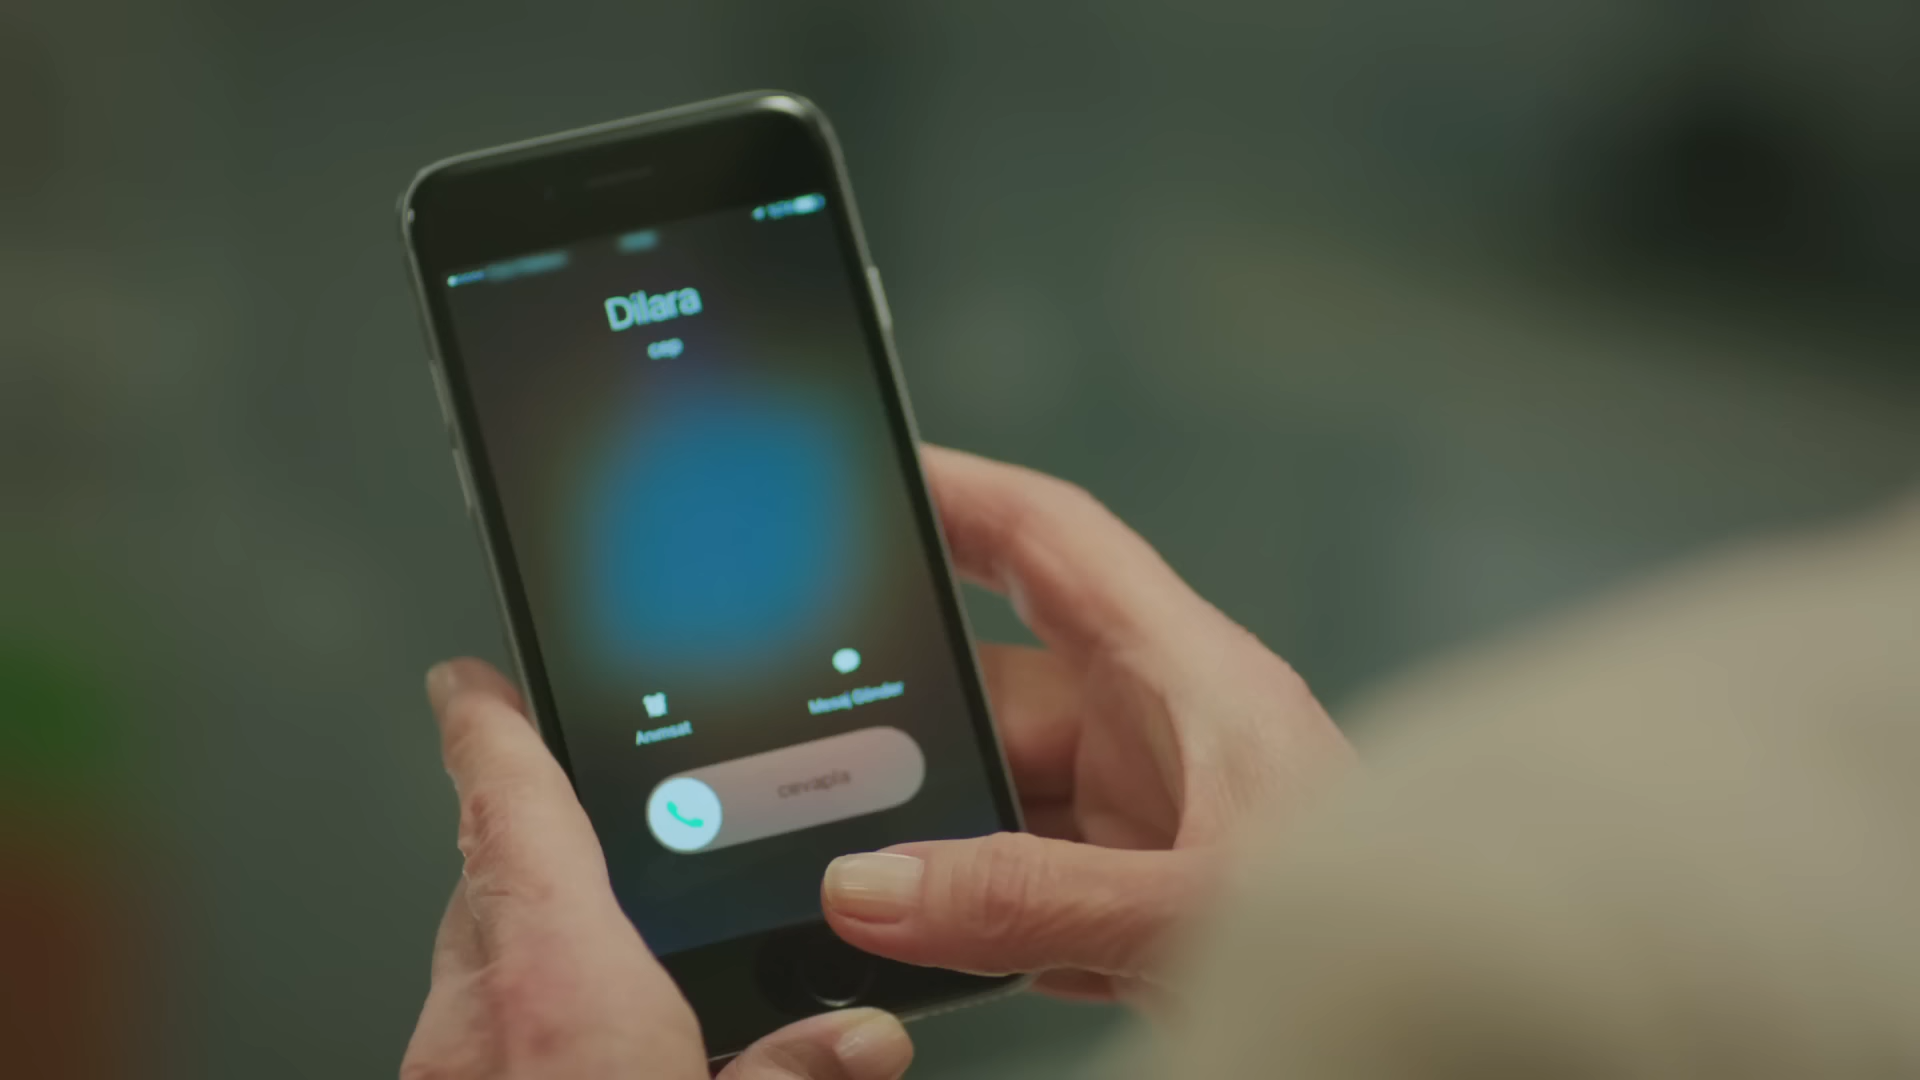 Dilara
cep
Anımsat
Mesaj Gönder
cevapla